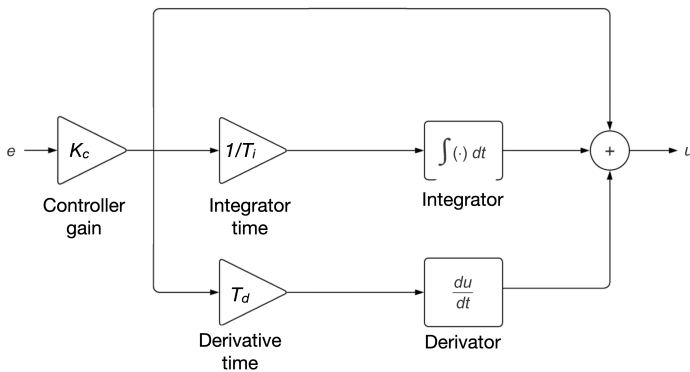 e
Kc
Controller
gain
1/Ti
Integrator
time
∫(·) dt
Integrator
+
u
Td
Derivative
time
du
dt
Derivator